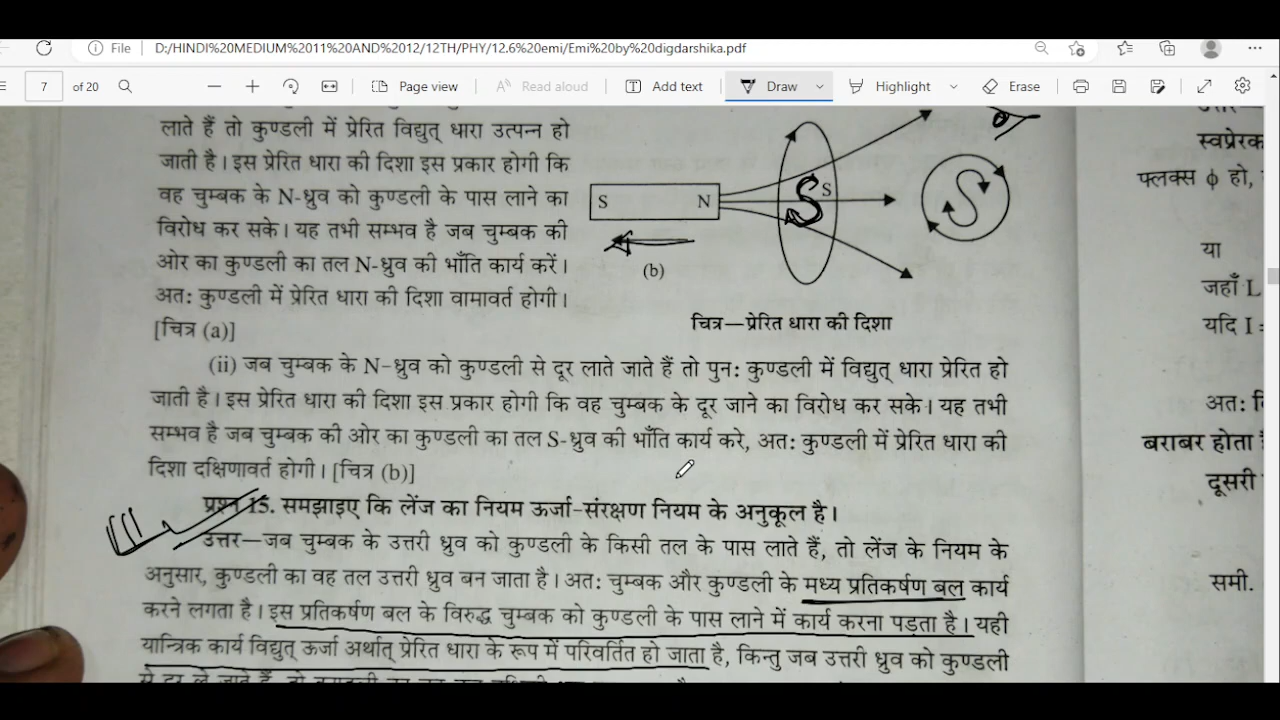 File
D:/HINDI%20MEDIUM%2011%20AND%2012/12TH/PHY/12.6%20emi/Emi%20by%20digdarshika.pdf
7 of 20
Page view
Read aloud
Add text
Draw
Highlight
Erase
लाते हैं तो कुण्डली में प्रेरित विद्युत् धारा उत्पन्न हो
जाती है। इस प्रेरित धारा की दिशा इस प्रकार होगी कि
वह चुम्बक के N-ध्रुव को कुण्डली के पास लाने का
विरोध कर सके। यह तभी सम्भव है जब चुम्बक की
ओर का कुण्डली का तल N-ध्रुव की भाँति कार्य करें।
अतः कुण्डली में प्रेरित धारा की दिशा वामावर्त होगी।
[चित्र (a)]
S N S S S
(b)
चित्र—प्रेरित धारा की दिशा
(ii) जब चुम्बक के N-ध्रुव को कुण्डली से दूर लाते जाते हैं तो पुनः कुण्डली में विद्युत् धारा प्रेरित हो
जाती है। इस प्रेरित धारा की दिशा इस प्रकार होगी कि वह चुम्बक के दूर जाने का विरोध कर सके। यह तभी
सम्भव है जब चुम्बक की ओर का कुण्डली का तल S-ध्रुव की भाँति कार्य करे, अतः कुण्डली में प्रेरित धारा की
दिशा दक्षिणावर्त होगी। [चित्र (b)]
प्रश्न 15. समझाइए कि लेंज का नियम ऊर्जा-संरक्षण नियम के अनुकूल है।
उत्तर—जब चुम्बक के उत्तरी ध्रुव को कुण्डली के किसी तल के पास लाते हैं, तो लेंज के नियम के
अनुसार, कुण्डली का वह तल उत्तरी ध्रुव बन जाता है। अतः चुम्बक और कुण्डली के मध्य प्रतिकर्षण बल कार्य
करने लगता है। इस प्रतिकर्षण बल के विरुद्ध चुम्बक को कुण्डली के पास लाने में कार्य करना पड़ता है। यही
यान्त्रिक कार्य विद्युत् ऊर्जा अर्थात् प्रेरित धारा के रूप में परिवर्तित हो जाता है, किन्तु जब उत्तरी ध्रुव को कुण्डली
स्वप्रेरक
फ्लक्स ϕ हो,
या
जहाँ L
यदि I =
अतः
बराबर होता
दूसरी
समी.